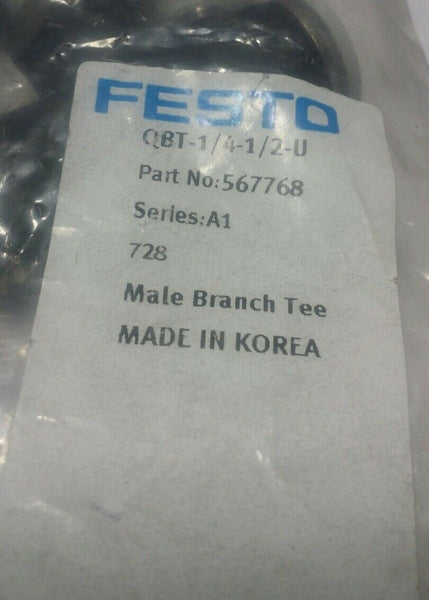 FESTO
QBT-1/4-1/2-U
Part No:567768
Series:A1
728
Male Branch Tee
MADE IN KOREA